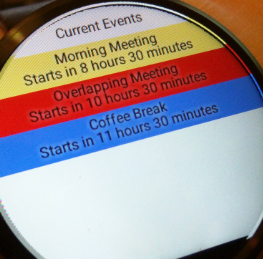 Current Events
Morning Meeting
Starts in 8 hours 30 minutes
Overlapping Meeting
Starts in 10 hours 30 minutes
Coffee Break
Starts in 11 hours 30 minutes